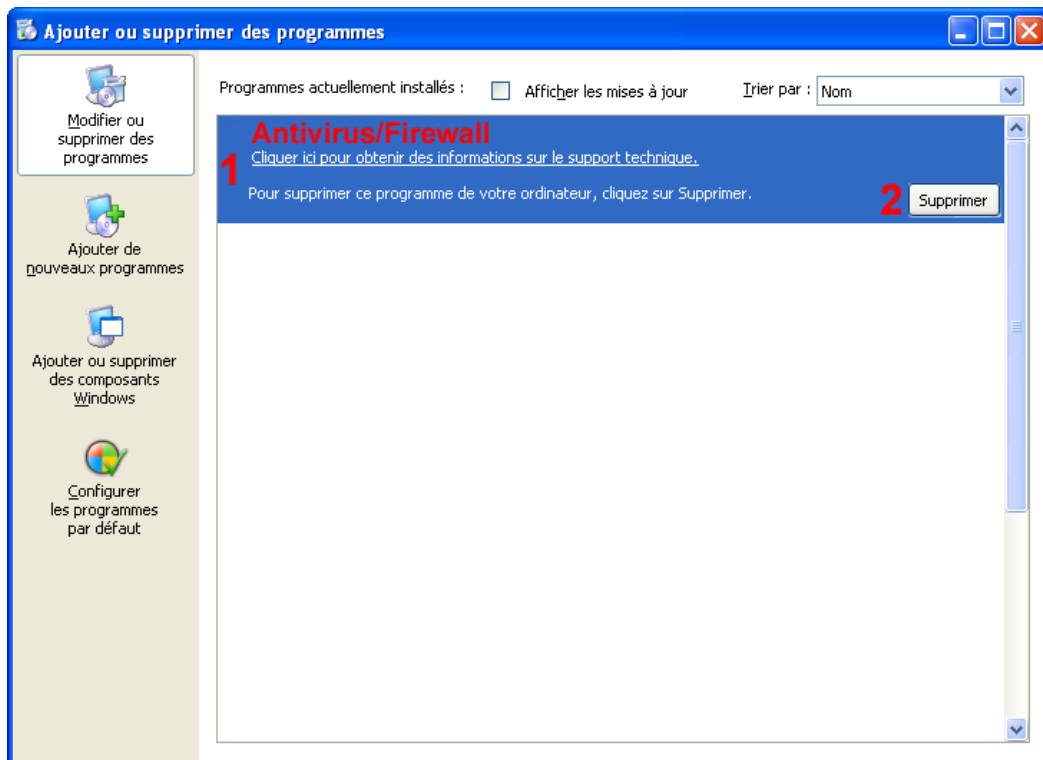 Ajouter ou supprimer des programmes
Modifier ou
supprimer des
programmes
Ajouter de
nouveaux programmes
Ajouter ou supprimer
des composants
Windows
Configurer
les programmes
par défaut
Programmes actuellement installés :
Afficher les mises à jour
Trier par :
Nom
Antivirus/Firewall
1
Cliquer ici pour obtenir des informations sur le support technique.
Pour supprimer ce programme de votre ordinateur, cliquez sur Supprimer.
2
Supprimer